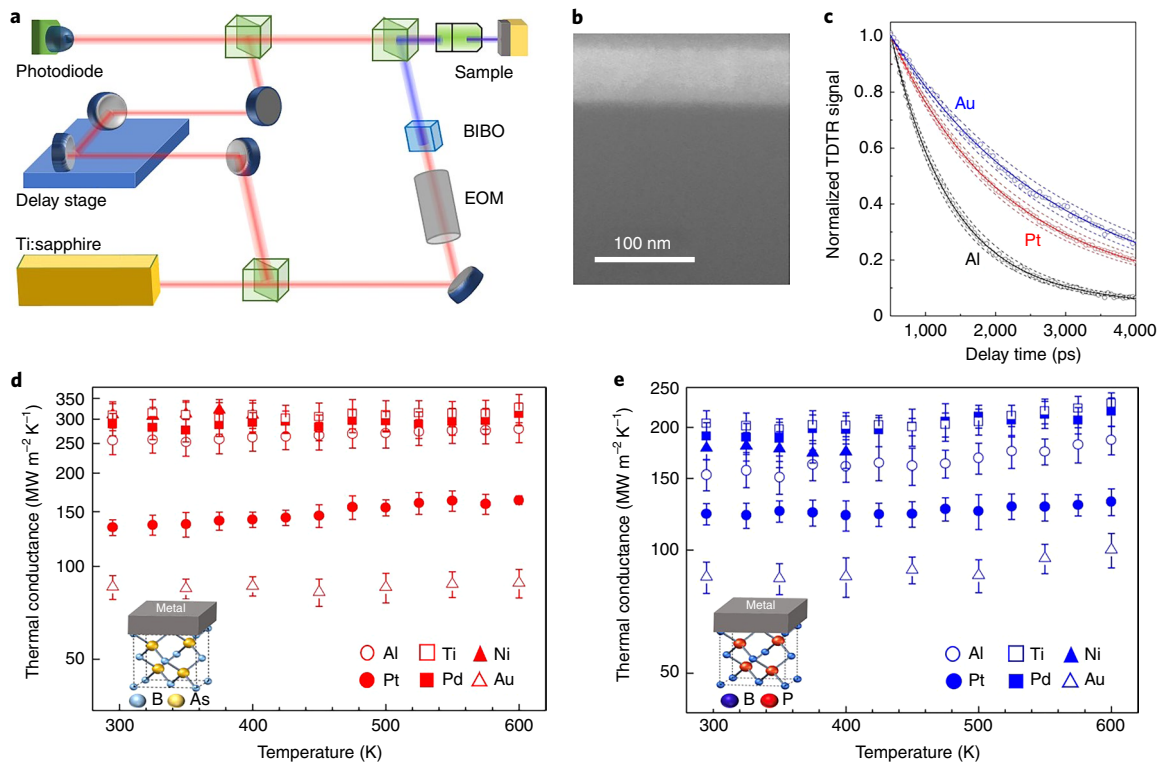 a
Photodiode
Sample
BIBO
EOM
Delay stage
Ti:sapphire
b
100 nm
c
Normalized TDTR signal
1.0
0.8
0.6
0.4
0.2
0
Au
Pt
Al
1,000 2,000 3,000 4,000
Delay time (ps)
d
Thermal conductance (MW m⁻² K⁻¹)
350
300
250
200
150
100
50
Metal
B As
Al Ti Ni
Pt Pd Au
300 400 500 600
Temperature (K)
e
Thermal conductance (MW m⁻² K⁻¹)
250
200
150
100
50
Metal
B P
Al Ti Ni
Pt Pd Au
300 400 500 600
Temperature (K)